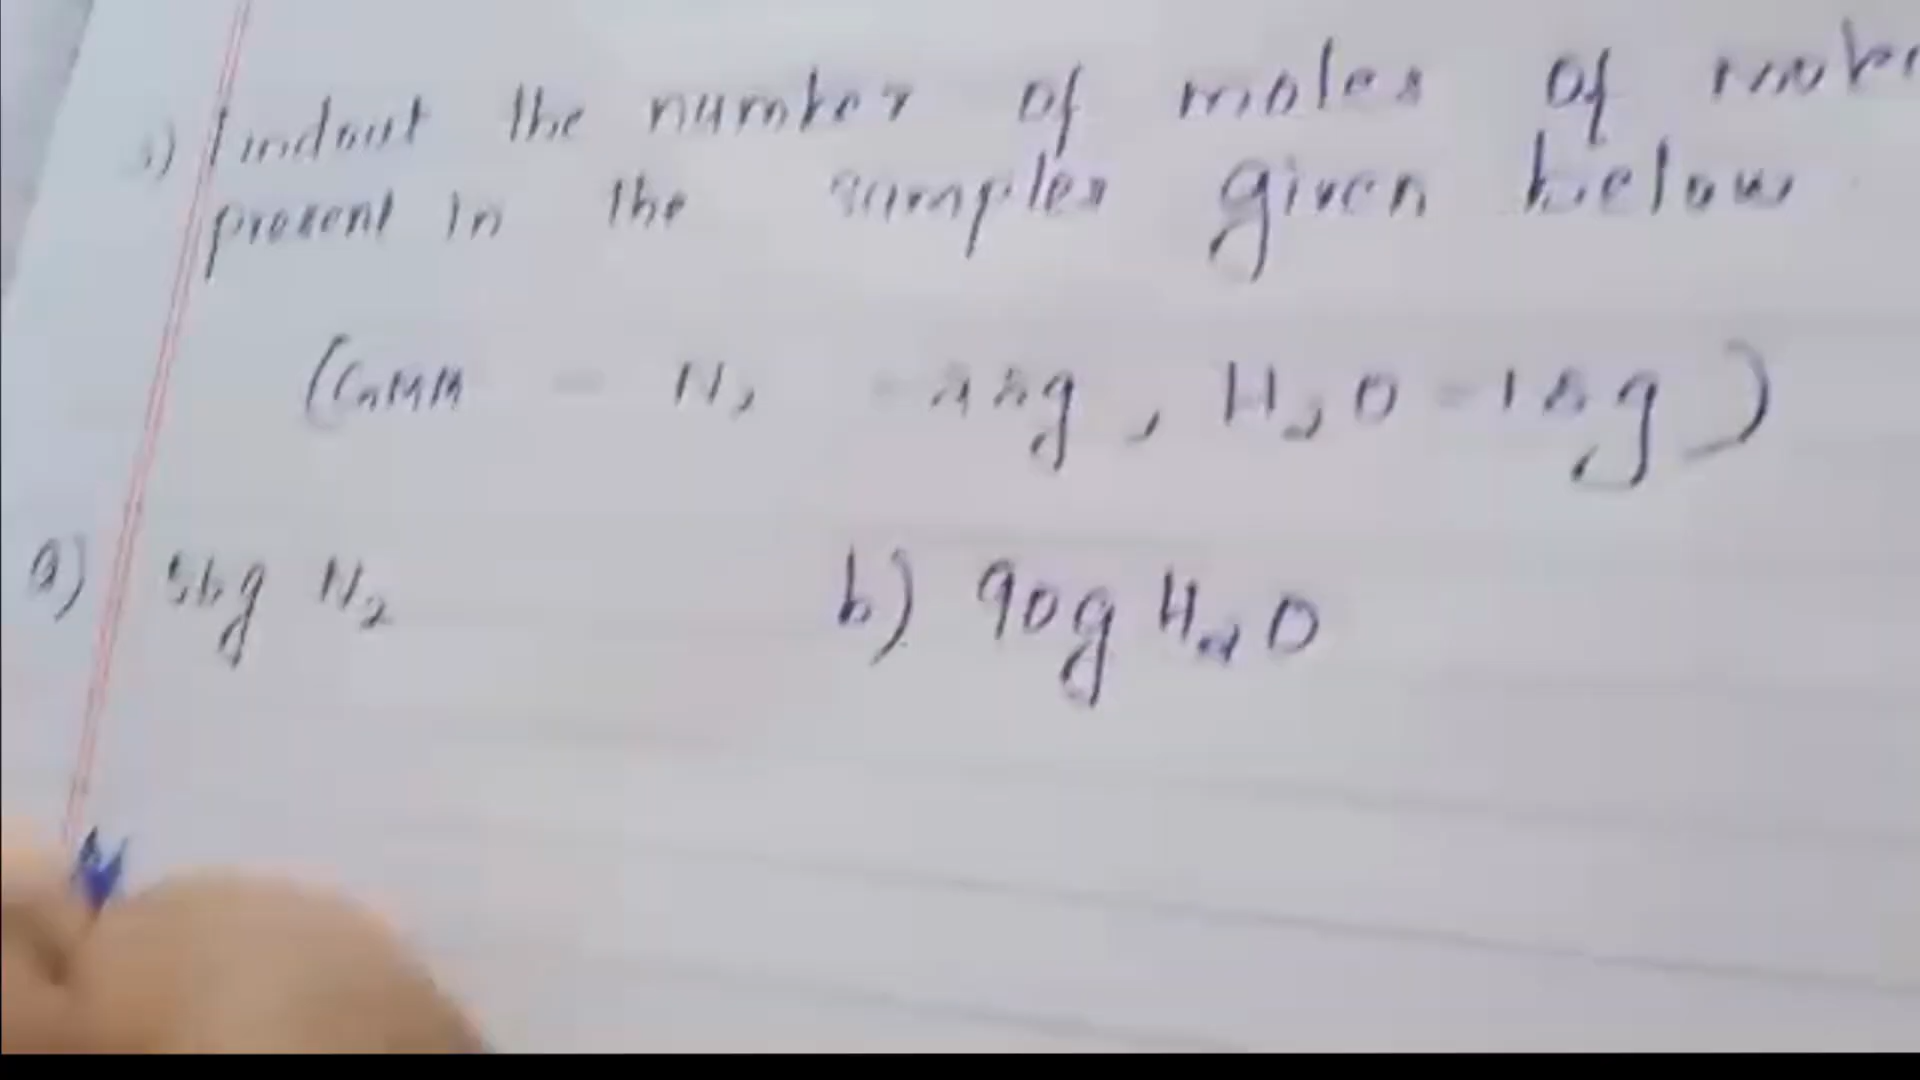 Findout the number of moles of
present in the samples given below
(GMM - N2 - 28g, H2O - 18g)
a) 56g N2 b) 90g H2O